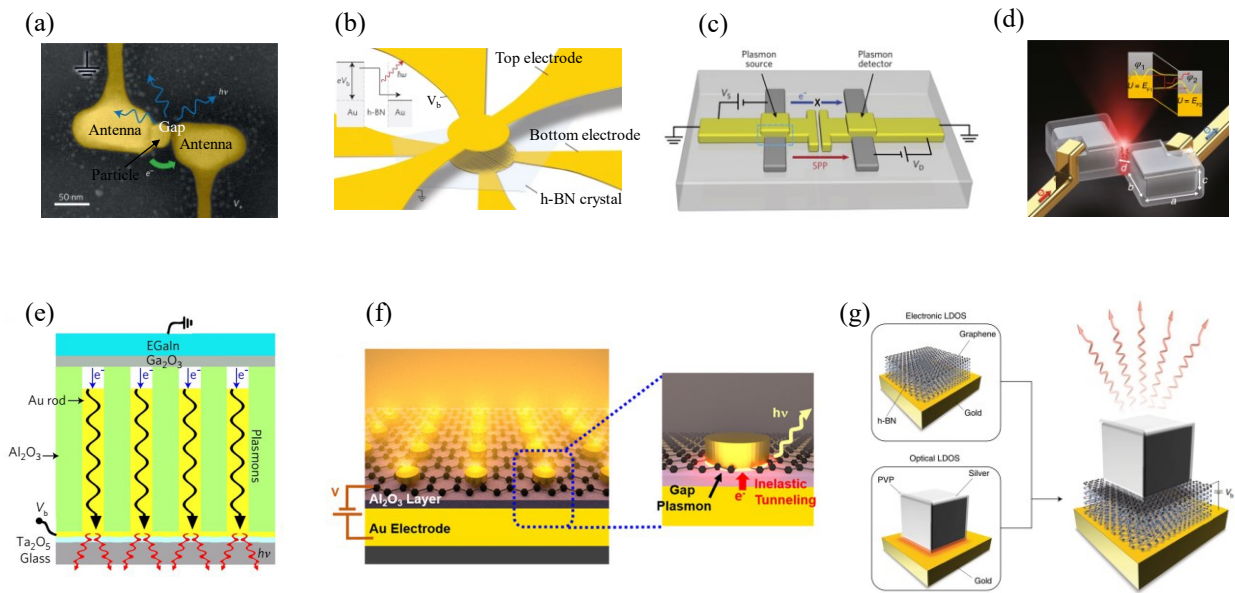 (a)
hν
Antenna
Gap
Antenna
Particle
e⁻
50 nm
Vₛ
(b)
Top electrode
eV_b
ħω
V_b
Au
h-BN
Au
Bottom electrode
h-BN crystal
(c)
Plasmon
source
Plasmon
detector
V_S
e⁻
X
SPP
V_D
(d)
φ₁
φ₂
U = E_F1
U = E_F2
d
b
a
c
(e)
EGaIn
Ga₂O₃
e⁻
e⁻
e⁻
e⁻
Au rod
Al₂O₃
Plasmons
V_b
Ta₂O₅
Glass
hν
(f)
V
Al₂O₃ Layer
Au Electrode
hν
Gap
Plasmon
e⁻
Inelastic
Tunneling
(g)
Electronic LDOS
Graphene
h-BN
Gold
Optical LDOS
PVP
Silver
Gold
V_b